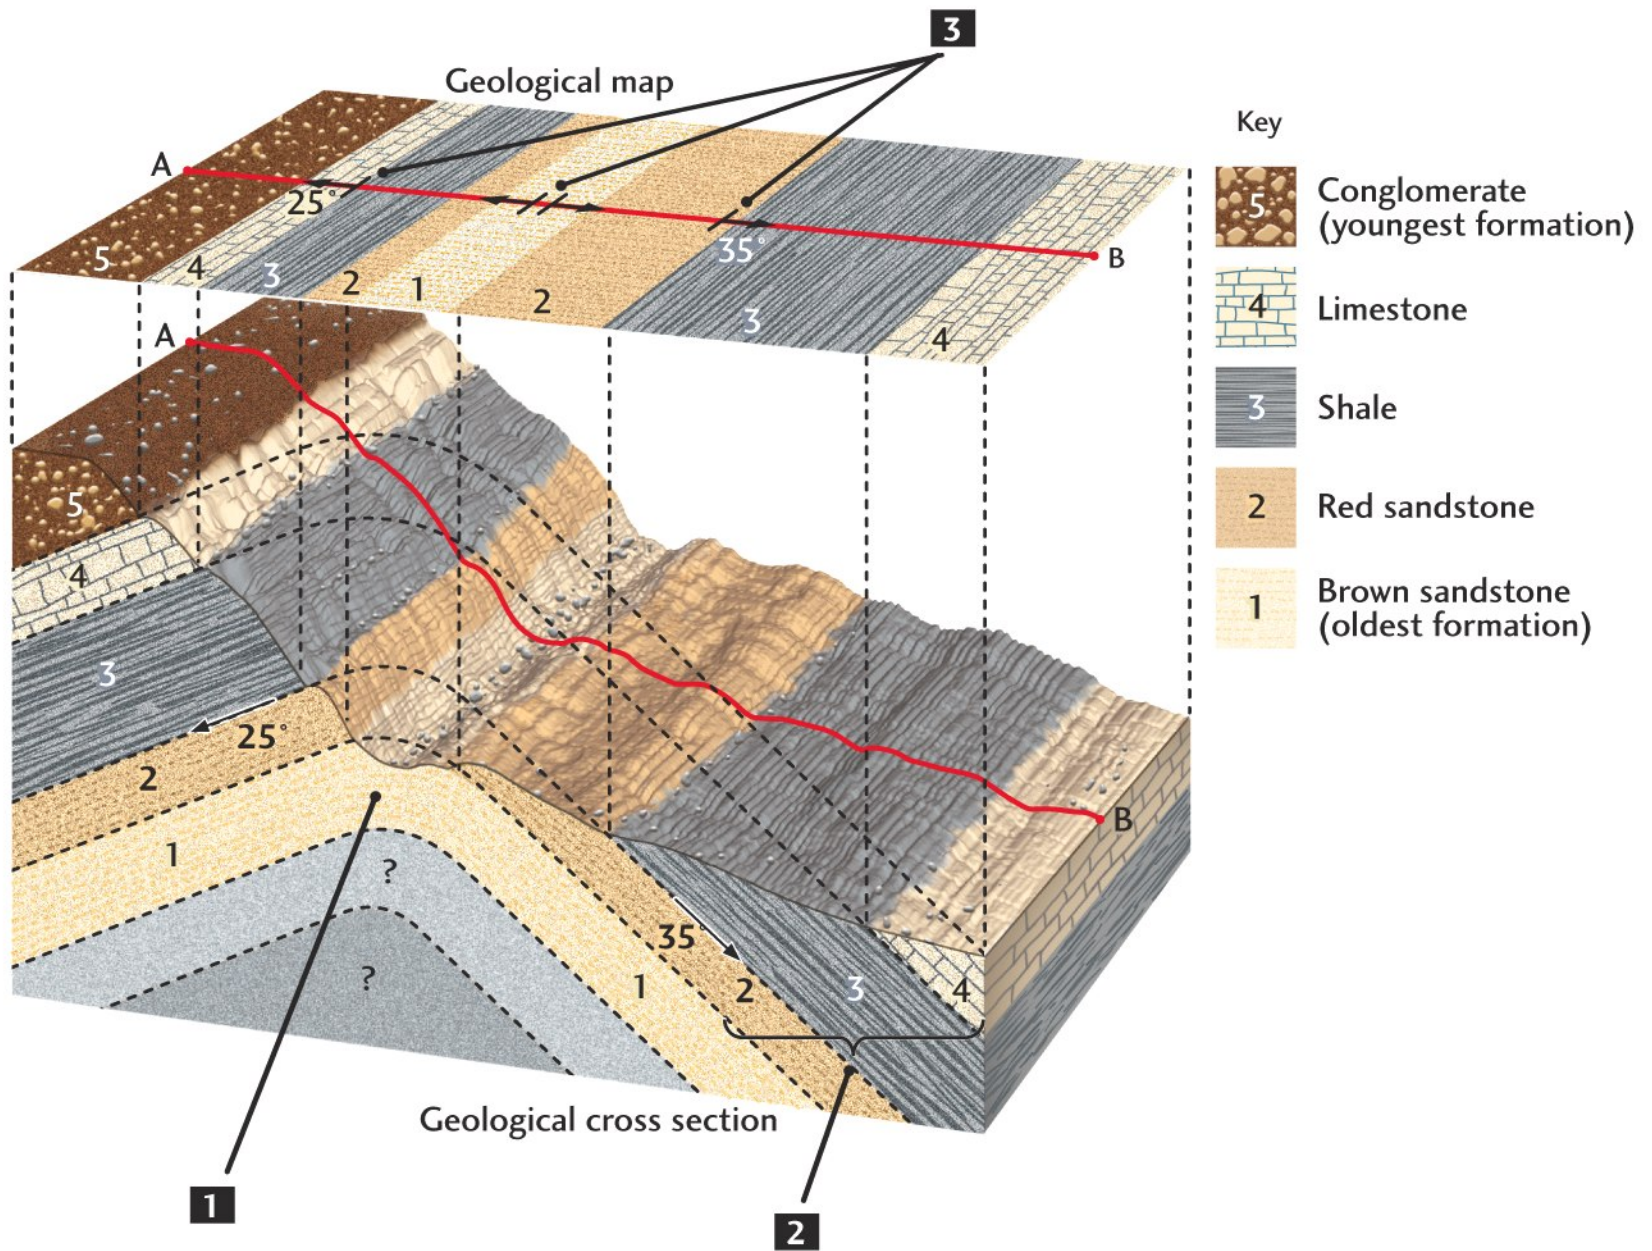 3
Geological map
Key
A
25°
35°
B
5
4
3
2
1
2
3
4
5
Conglomerate
(youngest formation)
4
Limestone
3
Shale
2
Red sandstone
1
Brown sandstone
(oldest formation)
A
5
4
3
25°
2
1
?
?
35°
1
2
3
4
B
Geological cross section
1
2